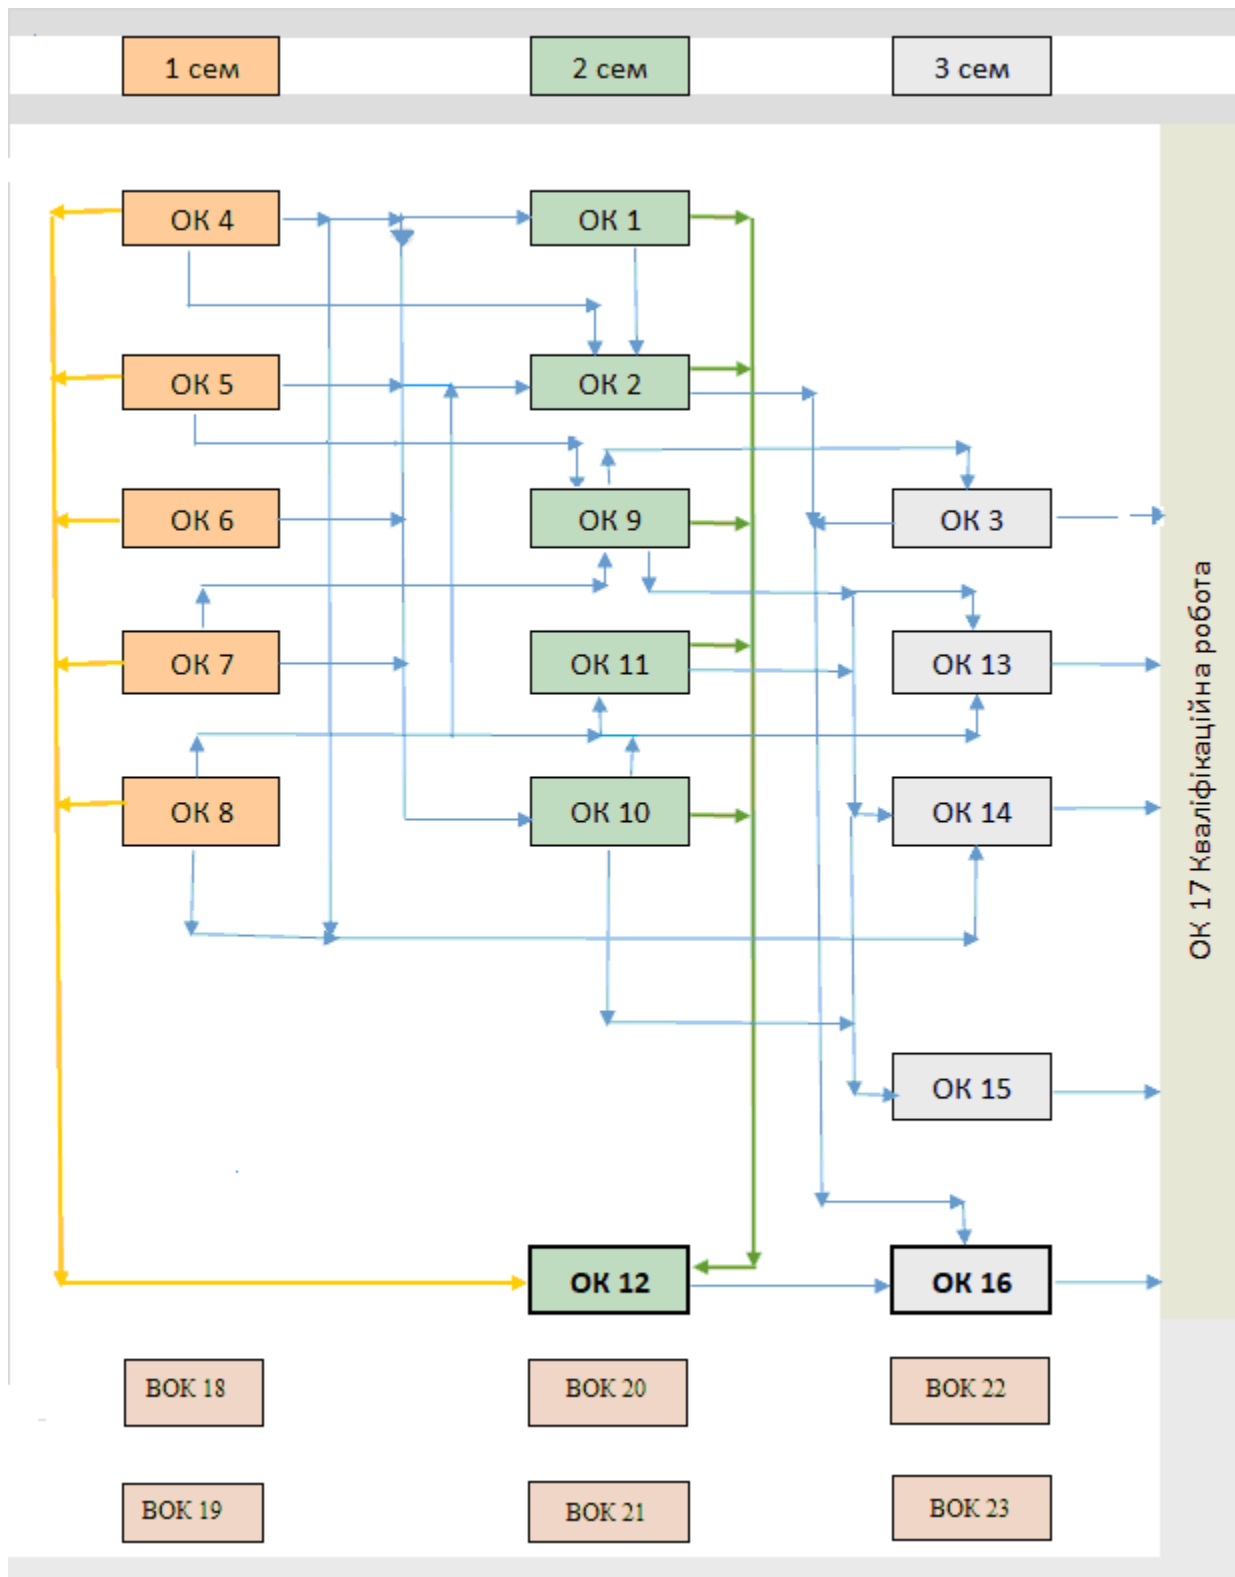 1 сем
2 сем
3 сем
ОК 4
ОК 1
ОК 5
ОК 2
ОК 6
ОК 9
ОК 3
ОК 7
ОК 11
ОК 13
ОК 8
ОК 10
ОК 14
ОК 15
ОК 12
ОК 16
ОК 17 Кваліфікаційна робота
ВОК 18
ВОК 20
ВОК 22
ВОК 19
ВОК 21
ВОК 23